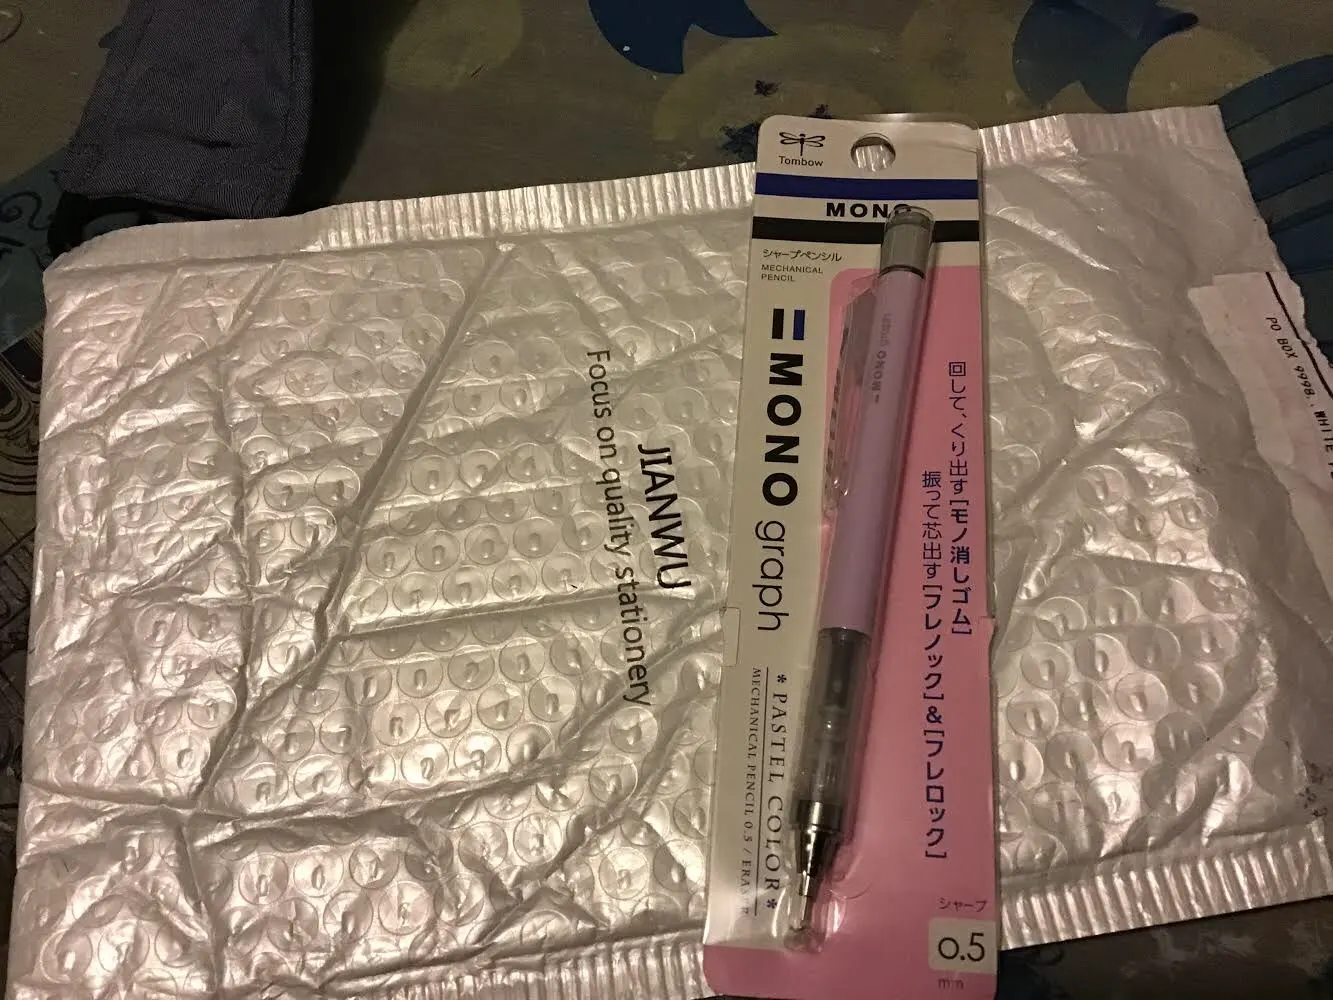 Tombow
MONO
シャープペンシル
MECHANICAL
PENCIL
MONO graph
* PASTEL COLOR *
MECHANICAL PENCIL 0.5 / ERASER
MONO graph
回して、くり出す[モノ消しゴム]
振って芯出す[フレノック]&[フレロック]
シャープ
0.5
mm
JIANWU
Focus on quality stationery
PO BOX 9998, WHITE